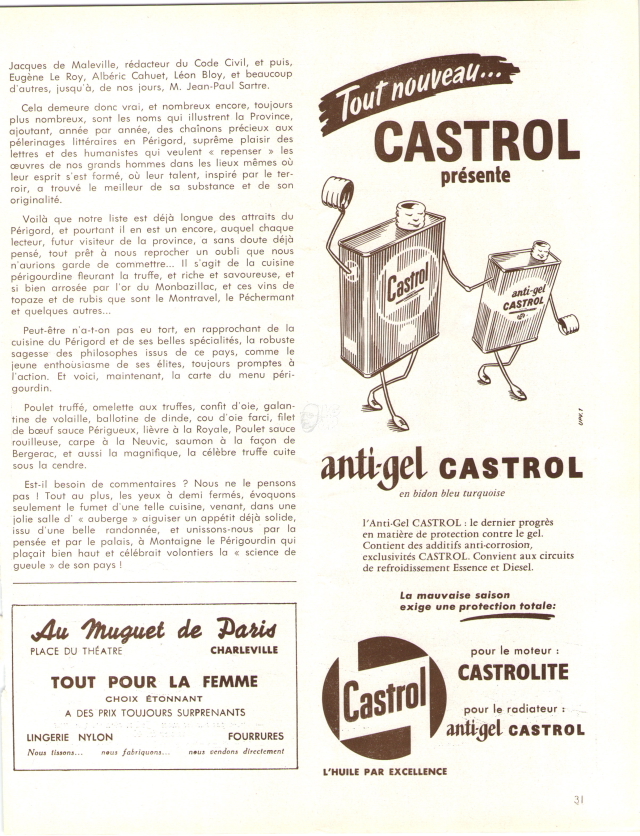 Jacques de Maleville, rédacteur du Code Civil, et puis,
Eugène Le Roy, Albéric Cahuet, Léon Bloy, et beaucoup
d'autres, jusqu'à, de nos jours, M. Jean-Paul Sartre.
Cela demeure donc vrai, et nombreux encore, toujours
plus nombreux, sont les noms qui illustrent la Province,
ajoutant, année par année, des chaînons précieux aux
pélerinages littéraires en Périgord, suprême plaisir des
lettres et des humanistes qui veulent « repenser » les
œuvres de nos grands hommes dans les lieux mêmes où
leur esprit s'est formé, où leur talent, inspiré par le ter-
roir, a trouvé le meilleur de sa substance et de son
originalité.
Voilà que notre liste est déjà longue des attraits du
Périgord, et pourtant il en est un encore, auquel chaque
lecteur, futur visiteur de la province, a sans doute déjà
pensé, tout prêt à nous reprocher un oubli que nous
n'aurions garde de commettre... Il s'agit de la cuisine
périgourdine fleurant la truffe, et riche et savoureuse, et
si bien arrosée par l'or du Monbazillac, et ces vins de
topaze et de rubis que sont le Montravel, le Péchermant
et quelques autres...
Peut-être n'a-t-on pas eu tort, en rapprochant de la
cuisine du Périgord et de ses belles spécialités, la robuste
sagesse des philosophes issus de ce pays, comme le
jeune enthousiasme de ses élites, toujours promptes à
l'action. Et voici, maintenant, la carte du menu péri-
gourdin.
Poulet truffé, amelette aux truffes, confit d'oie, galan-
tine de volaille, ballotine de dinde, cou d'oie farci, filet
de bœuf sauce Périgueux, lièvre à la Royale, Poulet sauce
rouilleuse, carpe à la Neuvic, saumon à la façon de
Bergerac, et aussi la magnifique, la célèbre truffe cuite
sous la cendre.
Est-il besoin de commentaires ? Nous ne le pensons
pas ! Tout au plus, les yeux à demi fermés, évoquons
seulement le fumet d'une telle cuisine, venant, dans une
jolie salle d' « auberge » aiguiser un appétit déjà solide,
issu d'une belle randonnée, et unissons-nous par la
pensée et par le palais, à Montaigne le Périgourdin qui
plaçait bien haut et célébrait volontiers la « science de
gueule » de son pays !
Au Muguet de Paris
PLACE DU THÉATRE CHARLEVILLE
TOUT POUR LA FEMME
CHOIX ÉTONNANT
A DES PRIX TOUJOURS SURPRENANTS
LINGERIE NYLON FOURRURES
Nous tissons... nous fabriquons... nous vendons directement
Tout nouveau...
CASTROL
présente
Castrol
anti-gel
CASTROL
anti-gel CASTROL
en bidon bleu turquoise
l'Anti-Gel CASTROL : le dernier progrès
en matière de protection contre le gel.
Contient des additifs anti-corrosion,
exclusivités CASTROL. Convient aux circuits
de refroidissement Essence et Diesel.
La mauvaise saison
exige une protection totale:
pour le moteur :
CASTROLITE
pour le radiateur :
anti-gel CASTROL
Castrol
L'HUILE PAR EXCELLENCE
31